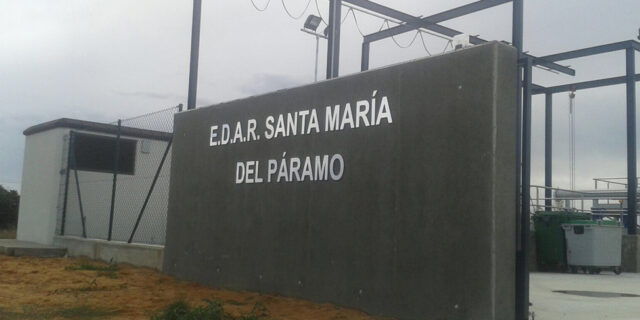 E.D.A.R. SANTA MARÍA
DEL PÁRAMO